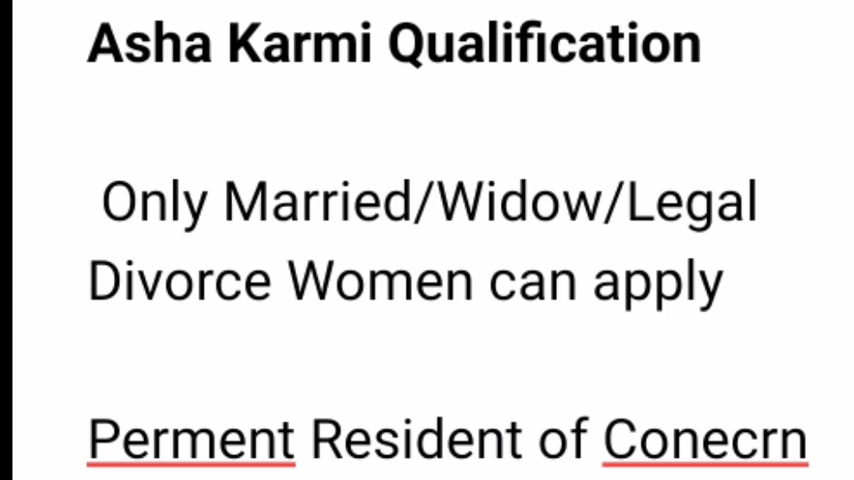 Asha Karmi Qualification
Only Married/Widow/Legal
Divorce Women can apply
Perment Resident of Conecrn